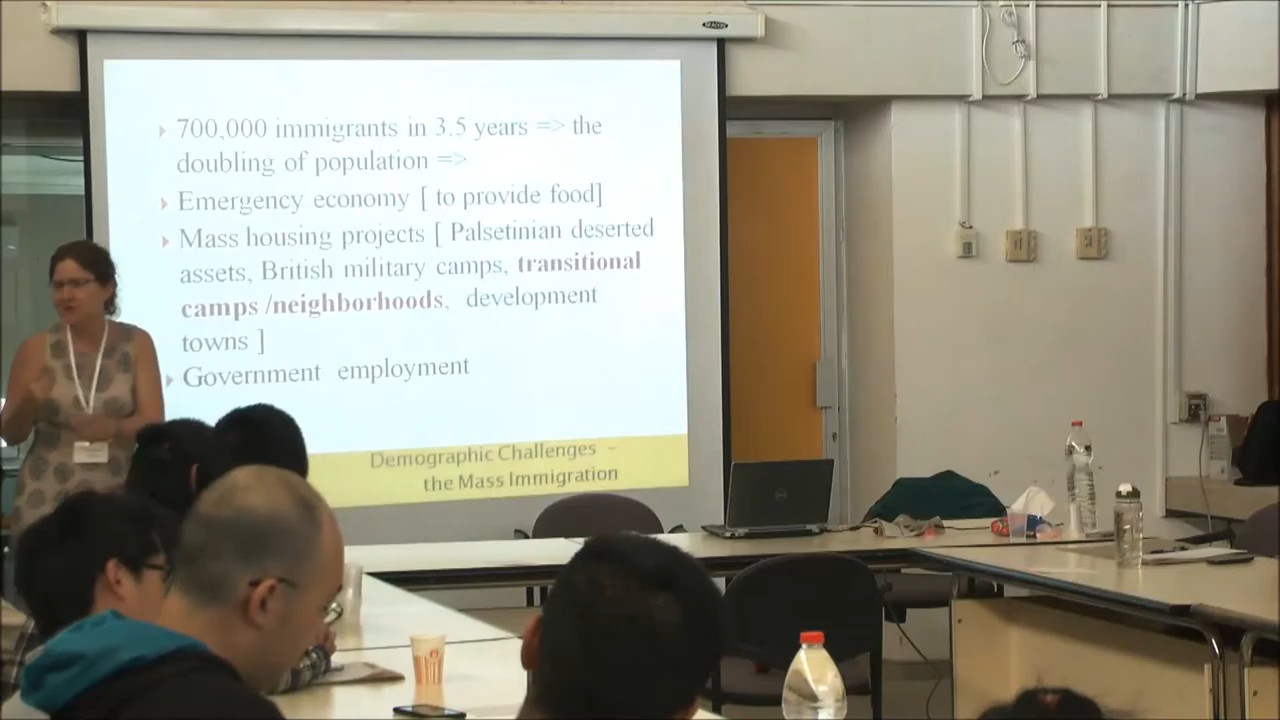 700,000 immigrants in 3.5 years => the
doubling of population =>
Emergency economy [ to provide food]
Mass housing projects [ Palsetinian deserted
assets, British military camps, transitional
camps /neighborhoods, development
towns ]
Government employment
Demographic Challenges –
the Mass Immigration